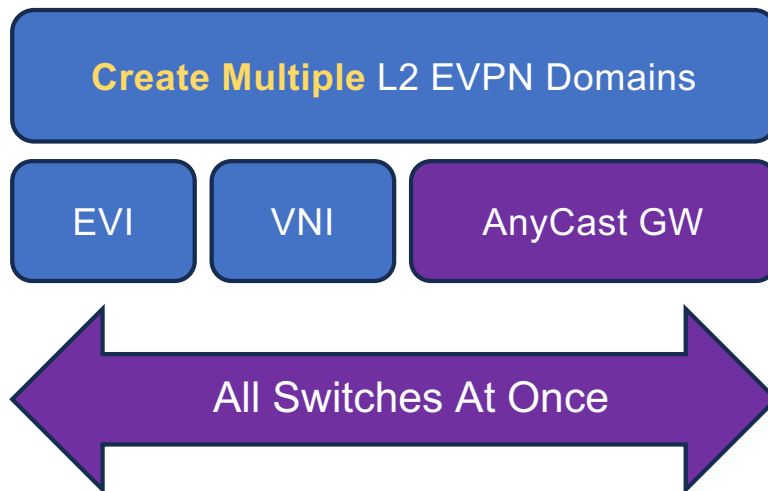 Create Multiple L2 EVPN Domains
EVI
VNI
AnyCast GW
All Switches At Once